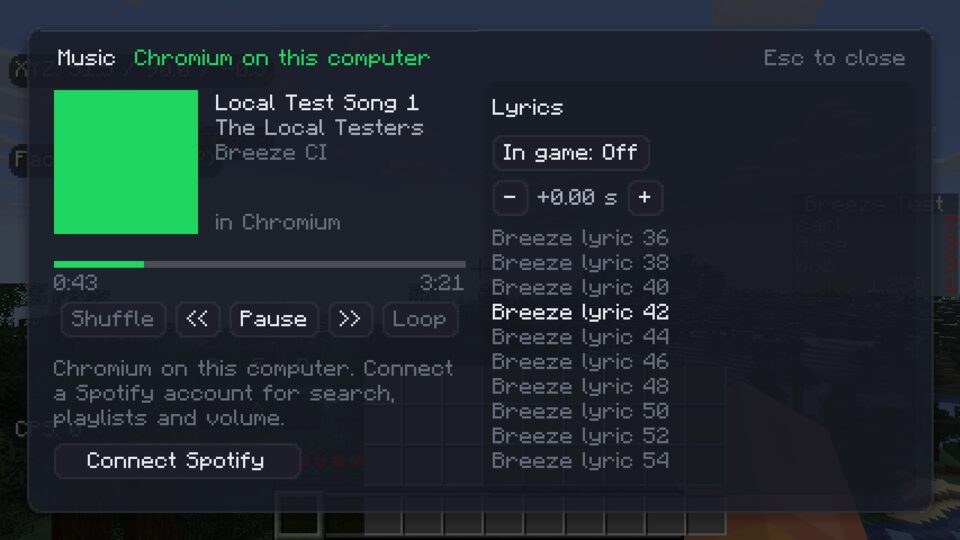 Music Chromium on this computer
Esc to close
Local Test Song 1
The Local Testers
Breeze CI
in Chromium
0:43
3:21
Shuffle
<<
Pause
>>
Loop
Chromium on this computer. Connect
a Spotify account for search,
playlists and volume.
Connect Spotify
Lyrics
In game: Off
- +0.00 s +
Breeze lyric 36
Breeze lyric 38
Breeze lyric 40
Breeze lyric 42
Breeze lyric 44
Breeze lyric 46
Breeze lyric 48
Breeze lyric 50
Breeze lyric 52
Breeze lyric 54
Breeze Test
carl
Alice
bob
1,250